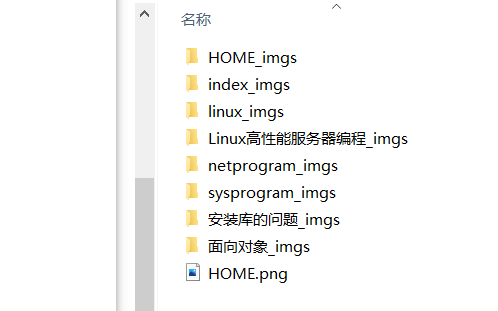 名称
HOME_imgs
index_imgs
linux_imgs
Linux高性能服务器编程_imgs
netprogram_imgs
sysprogram_imgs
安装库的问题_imgs
面向对象_imgs
HOME.png